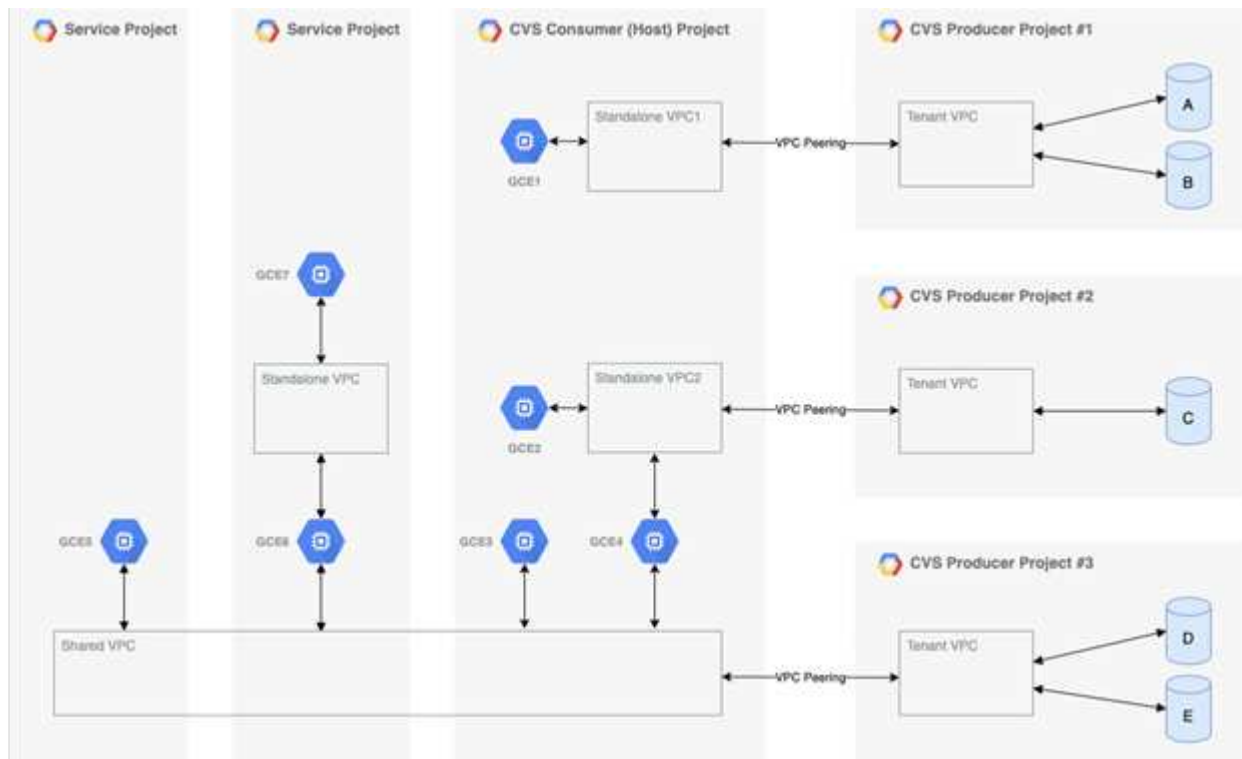 Service Project
Service Project
CVS Consumer (Host) Project
CVS Producer Project #1
Standalone VPC1
Tenant VPC
A
GCE1
VPC Peering
B
GCE7
CVS Producer Project #2
Standalone VPC
Standalone VPC2
Tenant VPC
GCE2
VPC Peering
C
GCE5
GCE6
GCE3
GCE4
CVS Producer Project #3
Shared VPC
Tenant VPC
D
VPC Peering
E